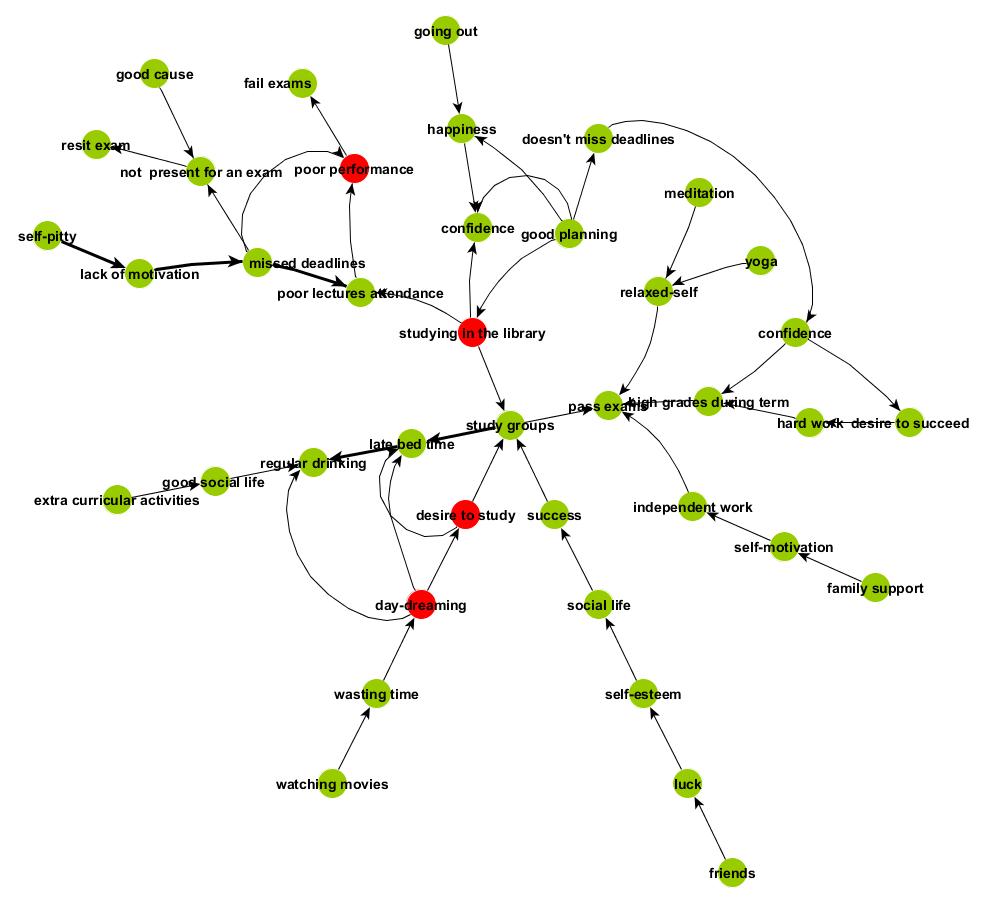 going out
good cause
fail exams
happiness
doesn't miss deadlines
resit exam
not present for an exam
poor performance
meditation
self-pitty
confidence
good planning
lack of motivation
missed deadlines
yoga
poor lectures attendance
relaxed-self
studying in the library
confidence
pass exams
high grades during term
study groups
hard work
desire to succeed
late bed time
regular drinking
good social life
extra curricular activities
desire to study
success
independent work
self-motivation
family support
day-dreaming
social life
wasting time
self-esteem
watching movies
luck
friends